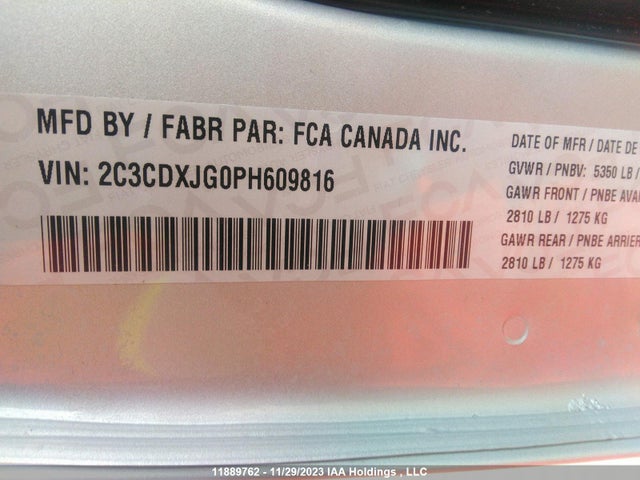 MFD BY / FABR PAR: FCA CANADA INC.
VIN: 2C3CDXJG0PH609816
DATE OF MFR / DATE DE
GVWR / PNBV: 5350 LB /
GAWR FRONT / PNBE AVA
2810 LB / 1275 KG
GAWR REAR / PNBE ARRIER
2810 LB / 1275 KG
11889762 - 11/29/2023 IAA Holdings , LLC